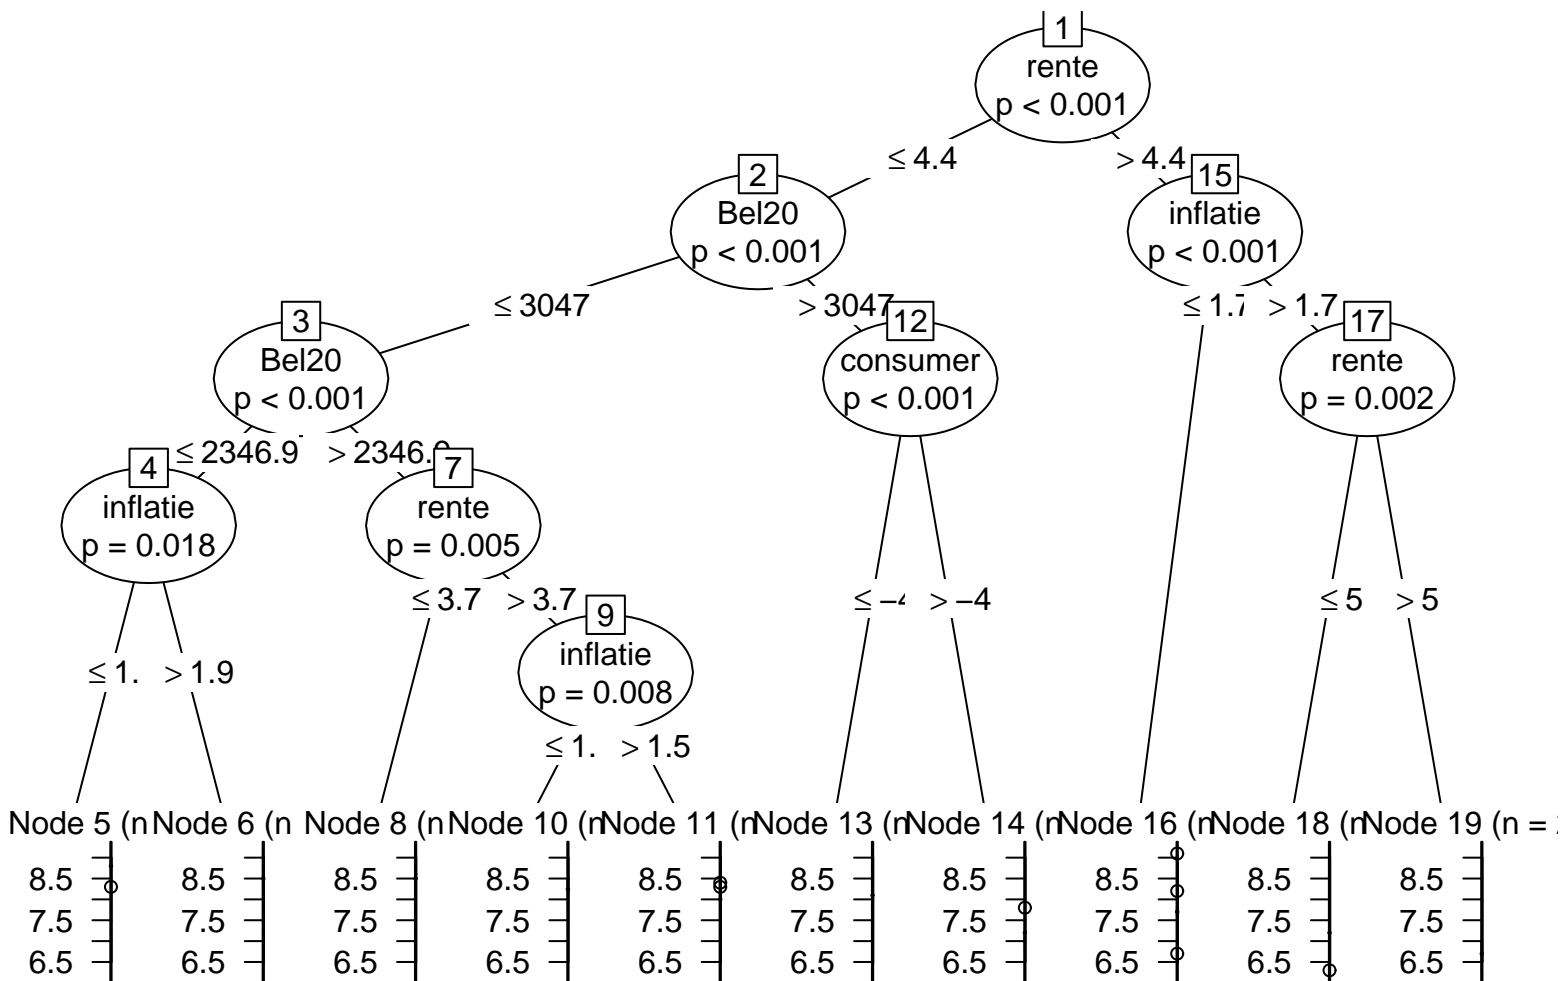 1
rente
p < 0.001
≤ 4.4
> 4.4
2
Bel20
p < 0.001
15
inflatie
p < 0.001
≤ 3047
> 3047
≤ 1.7
> 1.7
3
Bel20
p < 0.001
12
consumer
p < 0.001
17
rente
p = 0.002
≤ 2346.9
> 2346.9
4
inflatie
p = 0.018
7
rente
p = 0.005
≤ 3.7
> 3.7
≤ −4
> −4
≤ 5
> 5
9
inflatie
p = 0.008
≤ 1.
> 1.9
≤ 1.
> 1.5
Node 5 (n
Node 6 (n
Node 8 (n
Node 10 (n
Node 11 (n
Node 13 (n
Node 14 (n
Node 16 (n
Node 18 (n
Node 19 (n =
8.5 8.5 8.5 8.5 8.5 8.5 8.5 8.5 8.5 8.5
7.5 7.5 7.5 7.5 7.5 7.5 7.5 7.5 7.5 7.5
6.5 6.5 6.5 6.5 6.5 6.5 6.5 6.5 6.5 6.5